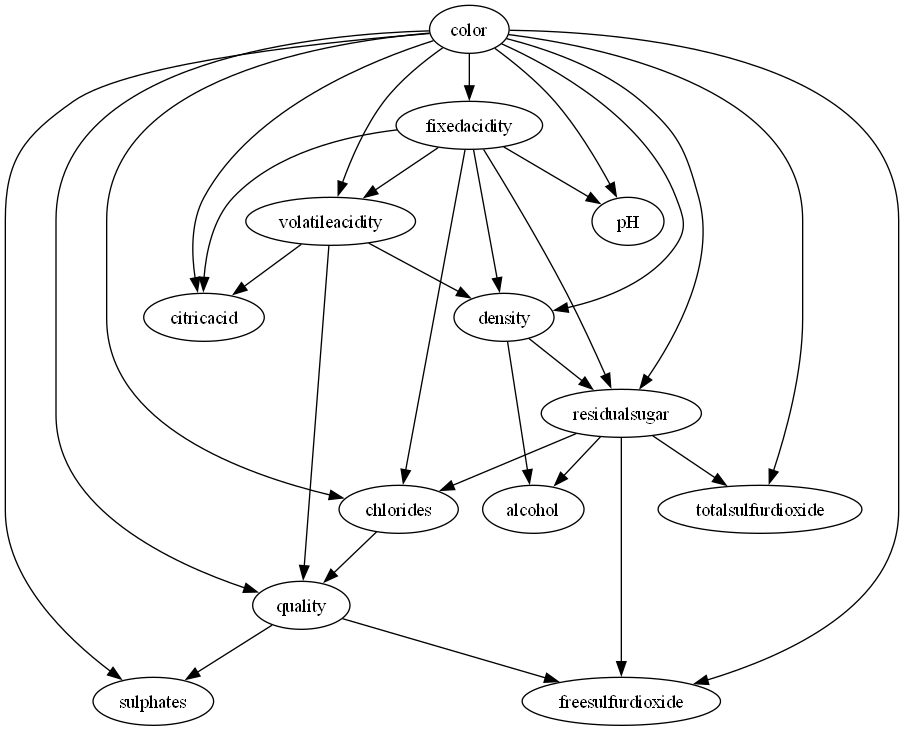 color
fixedacidity
volatileacidity
pH
citricacid
density
residualsugar
chlorides
alcohol
totalsulfurdioxide
quality
sulphates
freesulfurdioxide